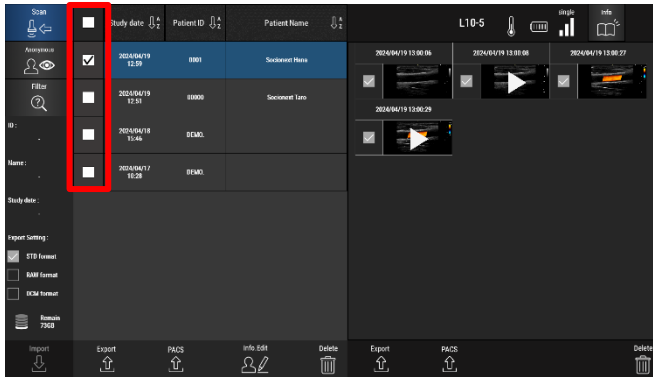 Scan
Study date
Patient ID
Patient Name
L10-5
single
Info
Anonymous
2024/04/19
12:59
0001
Socionext Hana
2024/04/19 13:00:06
2024/04/19 13:00:08
2024/04/19 13:00:27
Filter
2024/04/19
12:51
00000
Socionext Taro
2024/04/19 13:00:29
ID :
2024/04/18
15:46
DEMO.
Name :
2024/04/17
10:28
DEMO.
Study date :
Export Setting :
STD format
RAW format
DCM format
Remain
73GB
Import
Export
PACS
Info.Edit
Delete
Export
PACS
Delete